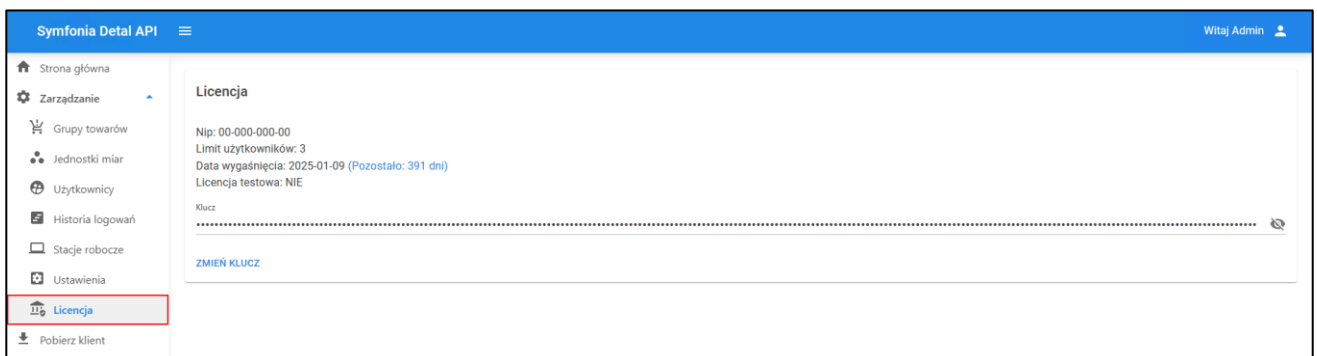 Symfonia Detal API
Witaj Admin
Strona główna
Zarządzanie
Grupy towarów
Jednostki miar
Użytkownicy
Historia logowań
Stacje robocze
Ustawienia
Licencja
Pobierz klient
Licencja
Nip: 00-000-000-00
Limit użytkowników: 3
Data wygaśnięcia: 2025-01-09 (Pozostało: 391 dni)
Licencja testowa: NIE
Klucz
ZMIEŃ KLUCZ